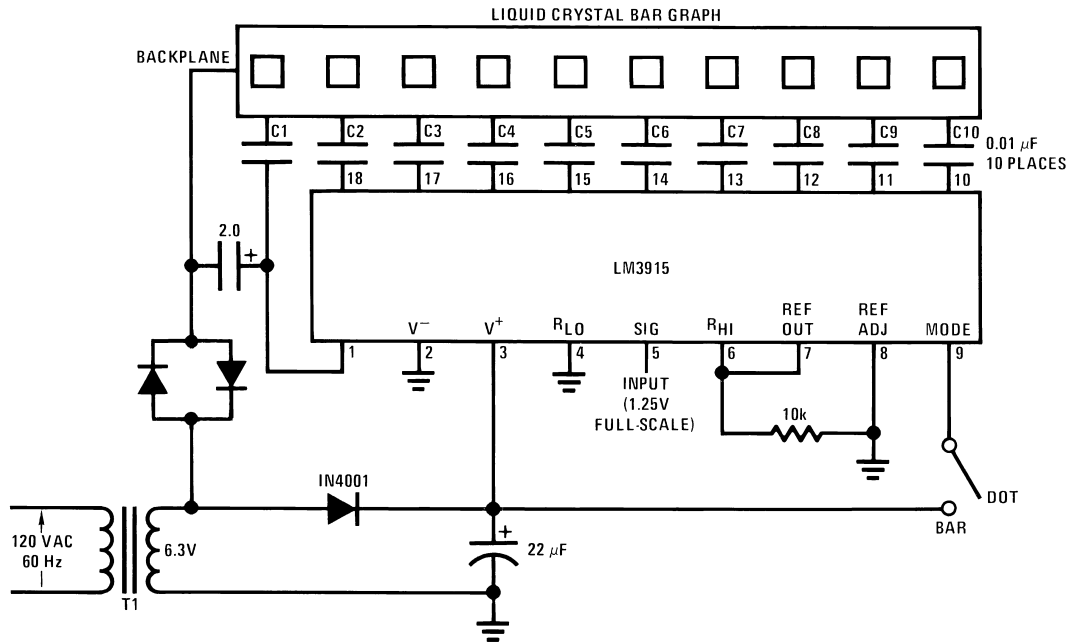 LIQUID CRYSTAL BAR GRAPH
BACKPLANE
C1 C2 C3 C4 C5 C6 C7 C8 C9 C10
0.01 μF
10 PLACES
18 17 16 15 14 13 12 11 10
2.0
+
LM3915
V− V+ RLO SIG RHI REF OUT REF ADJ MODE
1 2 3 4 5 6 7 8 9
INPUT
(1.25V
FULL-SCALE)
10k
DOT
BAR
IN4001
+
22 μF
120 VAC
60 Hz
6.3V
T1